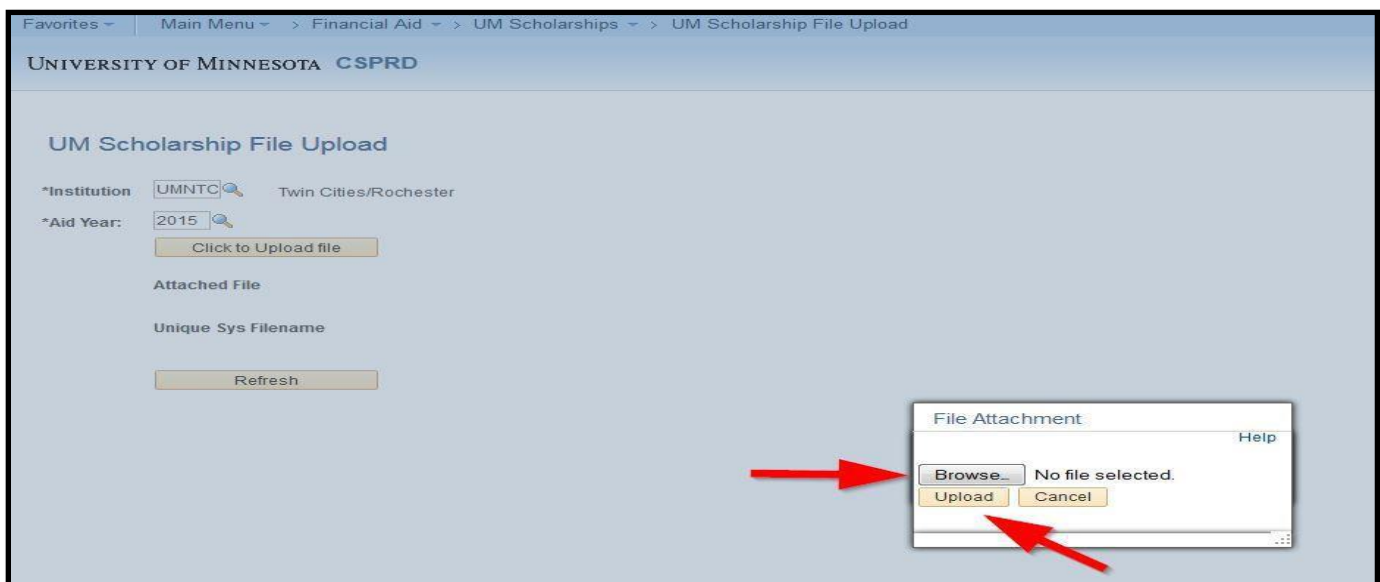 Favorites Main Menu > Financial Aid > UM Scholarships > UM Scholarship File Upload
UNIVERSITY OF MINNESOTA CSPRD
UM Scholarship File Upload
*Institution UMNTC Twin Cities/Rochester
*Aid Year: 2015
Click to Upload file
Attached File
Unique Sys Filename
Refresh
File Attachment
Help
Browse... No file selected.
Upload Cancel